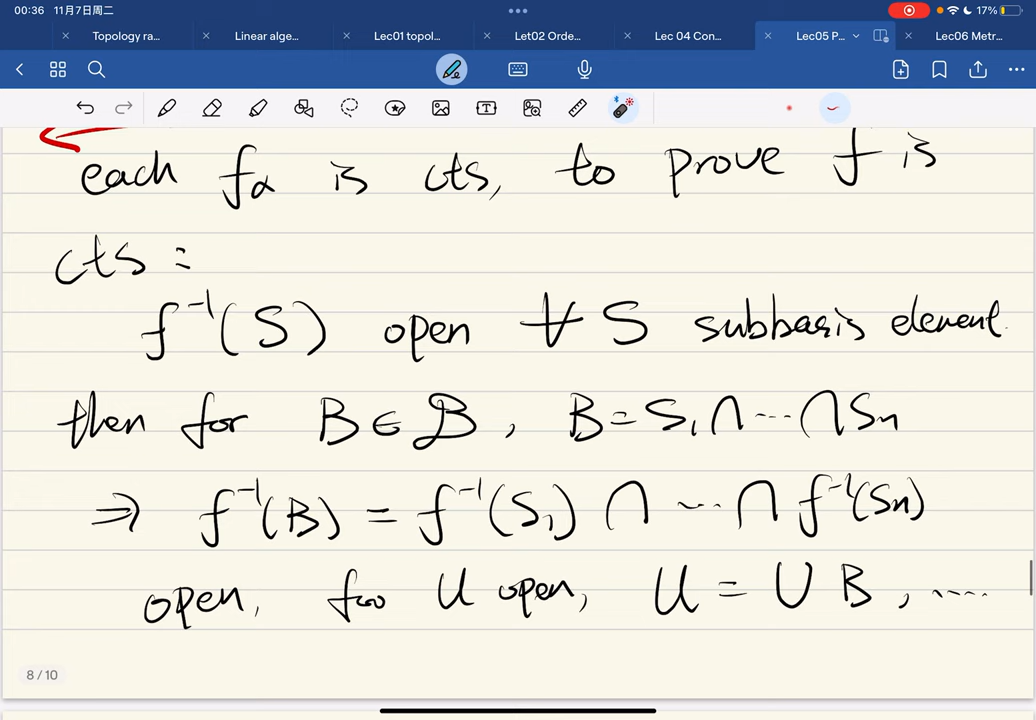 00:36 11月7日周二
17%
Topology ra...
Linear alge...
Lec01 topol...
Let02 Orde...
Lec 04 Con...
Lec05 P...
Lec06 Metr...
each fα is cts, to prove f is
cts :
f⁻¹(S) open ∀ S subbasis element.
then for B ∈ ℬ, B = S₁ ∩ ... ∩ Sn
⇒ f⁻¹(B) = f⁻¹(S₁) ∩ ... ∩ f⁻¹(Sn)
open, for U open, U = ∪ B, ....
8 / 10